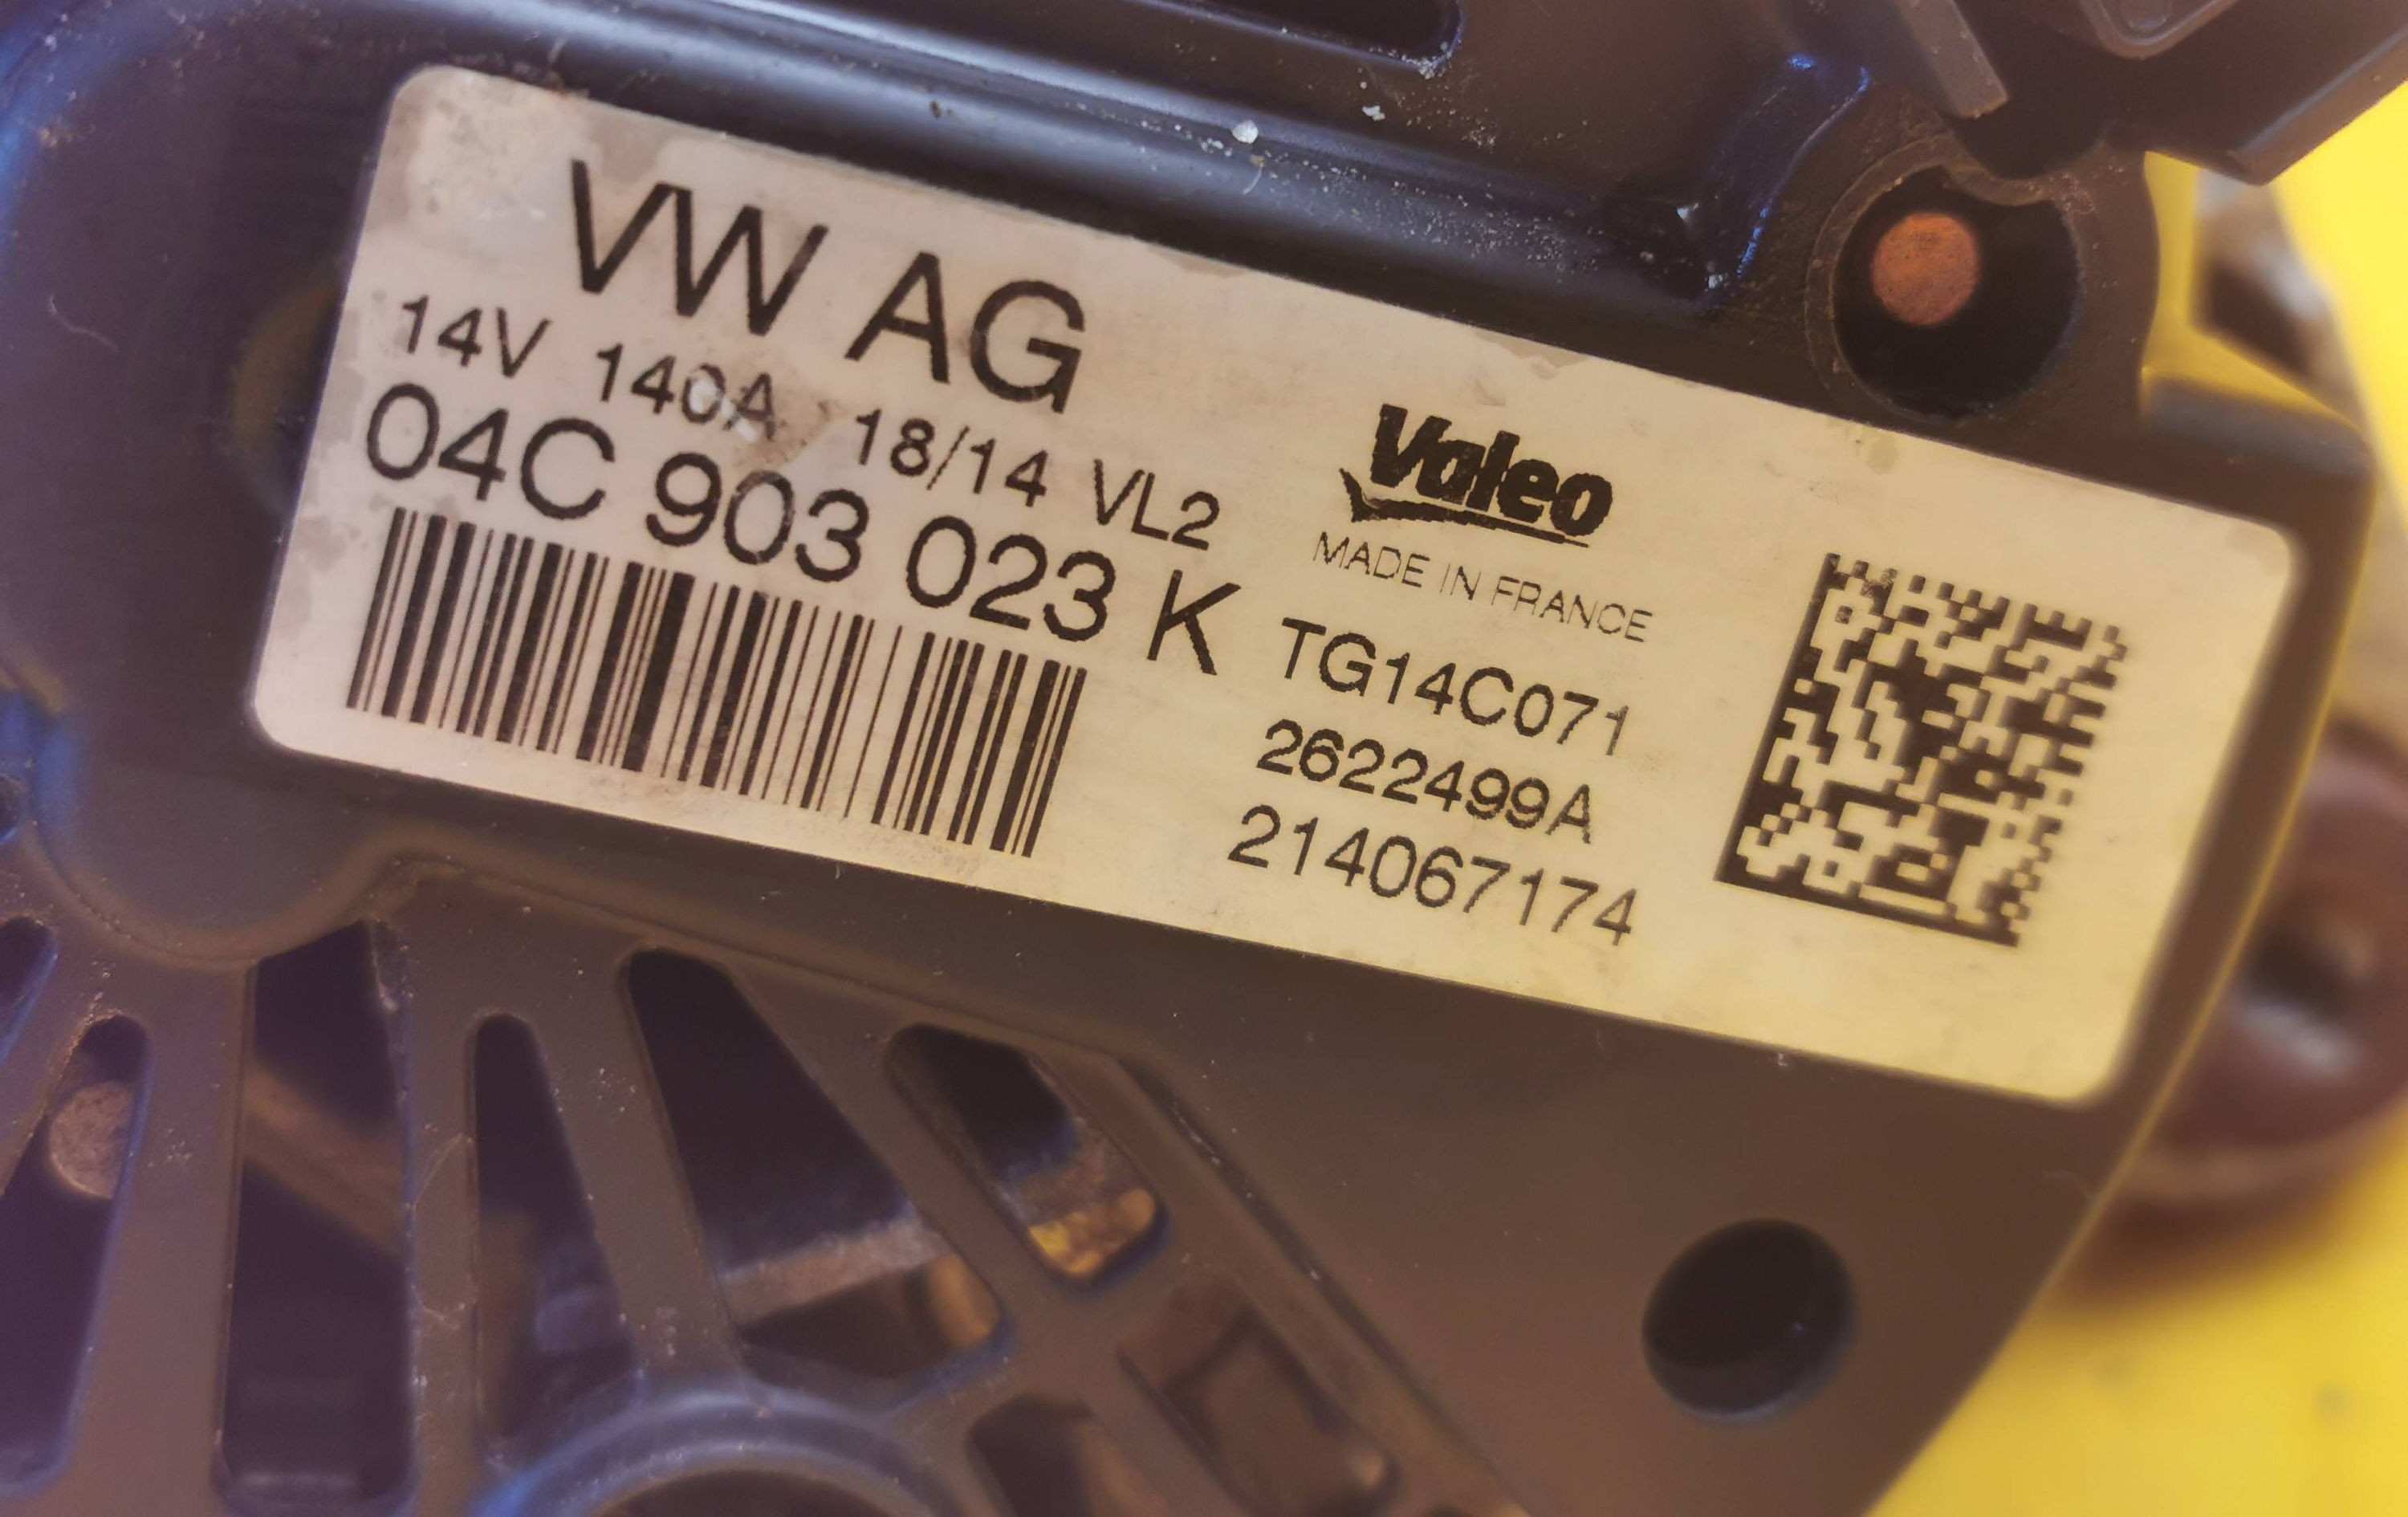 VW AG
14V 140A 18/14 VL2
04C 903 023 K
Valeo
MADE IN FRANCE
TG14C071
2622499A
214067174